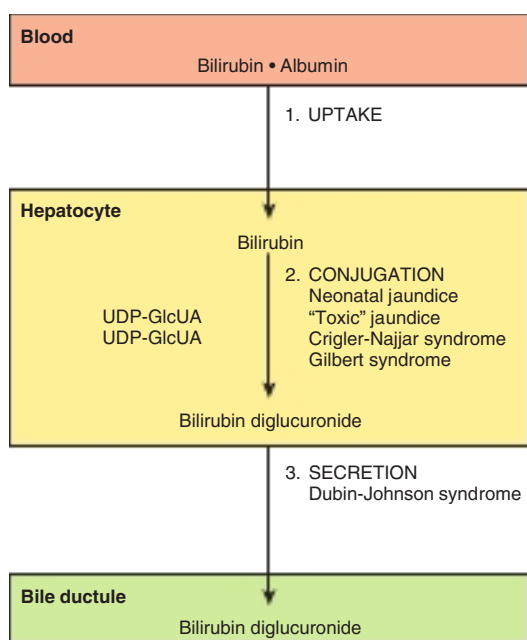 Blood
Bilirubin • Albumin
1. UPTAKE
Hepatocyte
Bilirubin
2. CONJUGATION
Neonatal jaundice
“Toxic” jaundice
Crigler-Najjar syndrome
Gilbert syndrome
UDP-GlcUA
UDP-GlcUA
Bilirubin diglucuronide
3. SECRETION
Dubin-Johnson syndrome
Bile ductule
Bilirubin diglucuronide